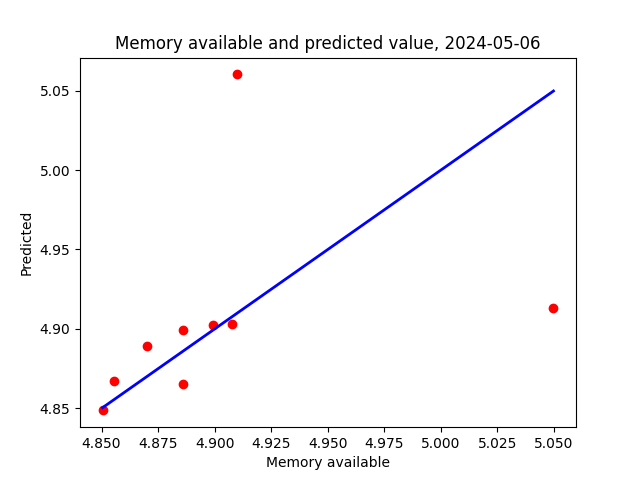 Memory available and predicted value, 2024-05-06
Predicted
5.05
5.00
4.95
4.90
4.85
4.850 4.875 4.900 4.925 4.950 4.975 5.000 5.025 5.050
Memory available